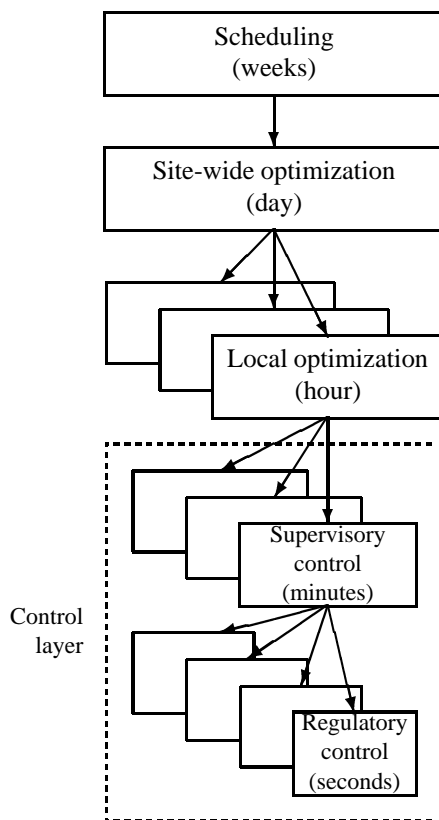 Scheduling
(weeks)
Site-wide optimization
(day)
Local optimization
(hour)
Supervisory
control
(minutes)
Control
layer
Regulatory
control
(seconds)